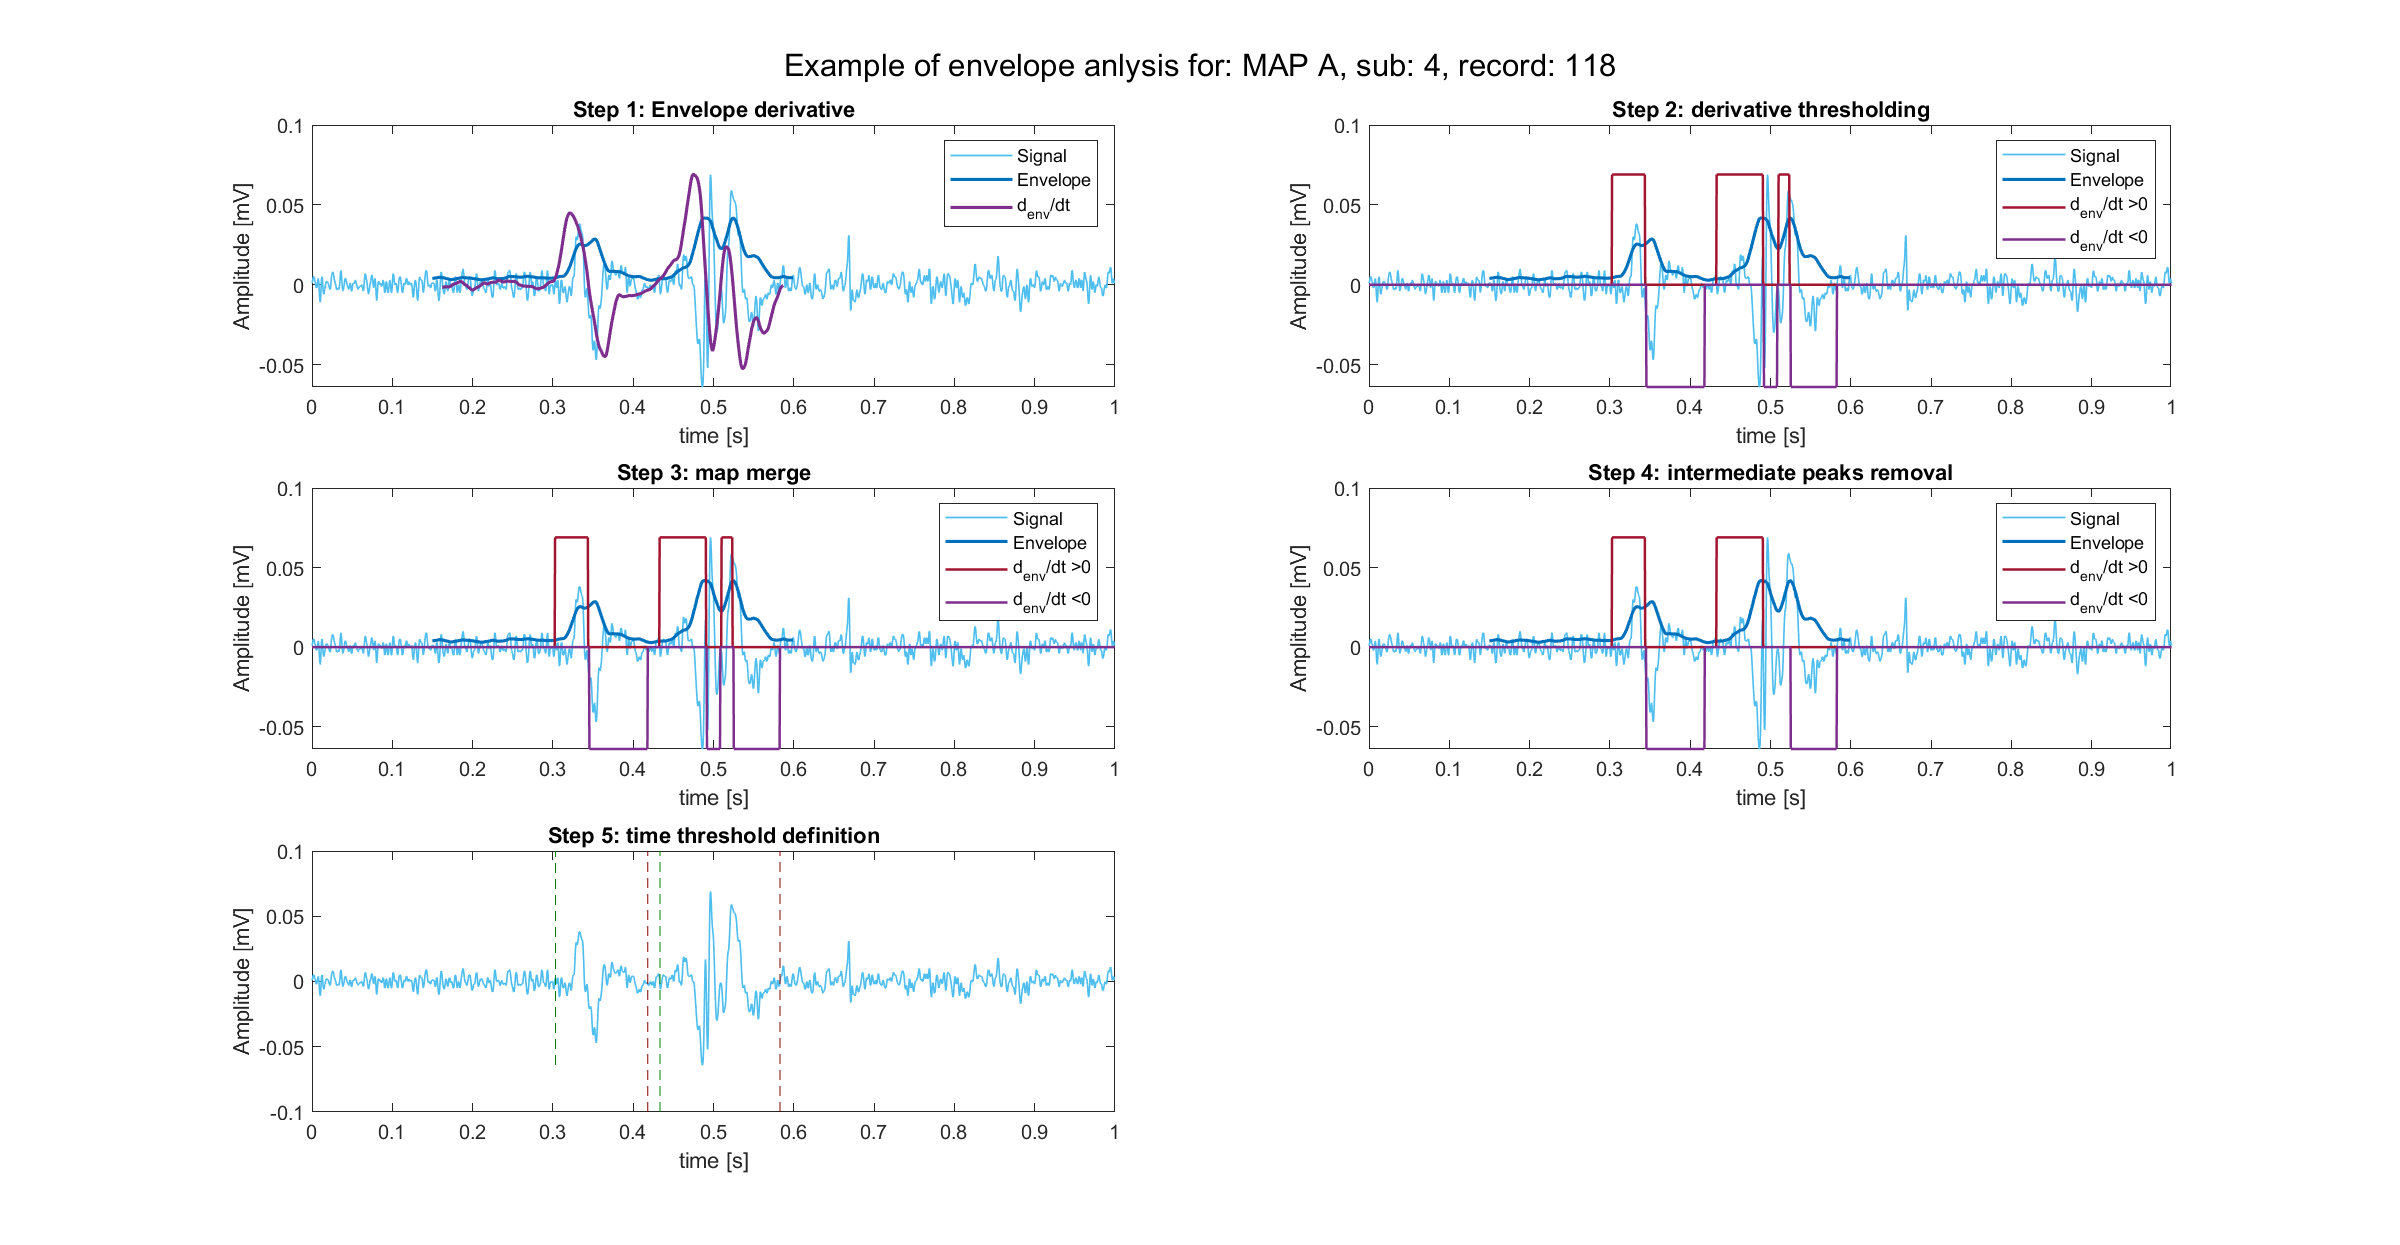 Example of envelope anlysis for: MAP A, sub: 4, record: 118
Step 1: Envelope derivative
0.1
0.05
0
-0.05
Amplitude [mV]
0 0.1 0.2 0.3 0.4 0.5 0.6 0.7 0.8 0.9 1
time [s]
Signal
Envelope
d_env/dt
Step 2: derivative thresholding
0.1
0.05
0
-0.05
Amplitude [mV]
0 0.1 0.2 0.3 0.4 0.5 0.6 0.7 0.8 0.9 1
time [s]
Signal
Envelope
d_env/dt >0
d_env/dt <0
Step 3: map merge
0.1
0.05
0
-0.05
Amplitude [mV]
0 0.1 0.2 0.3 0.4 0.5 0.6 0.7 0.8 0.9 1
time [s]
Signal
Envelope
d_env/dt >0
d_env/dt <0
Step 4: intermediate peaks removal
0.1
0.05
0
-0.05
Amplitude [mV]
0 0.1 0.2 0.3 0.4 0.5 0.6 0.7 0.8 0.9 1
time [s]
Signal
Envelope
d_env/dt >0
d_env/dt <0
Step 5: time threshold definition
0.1
0.05
0
-0.05
-0.1
Amplitude [mV]
0 0.1 0.2 0.3 0.4 0.5 0.6 0.7 0.8 0.9 1
time [s]